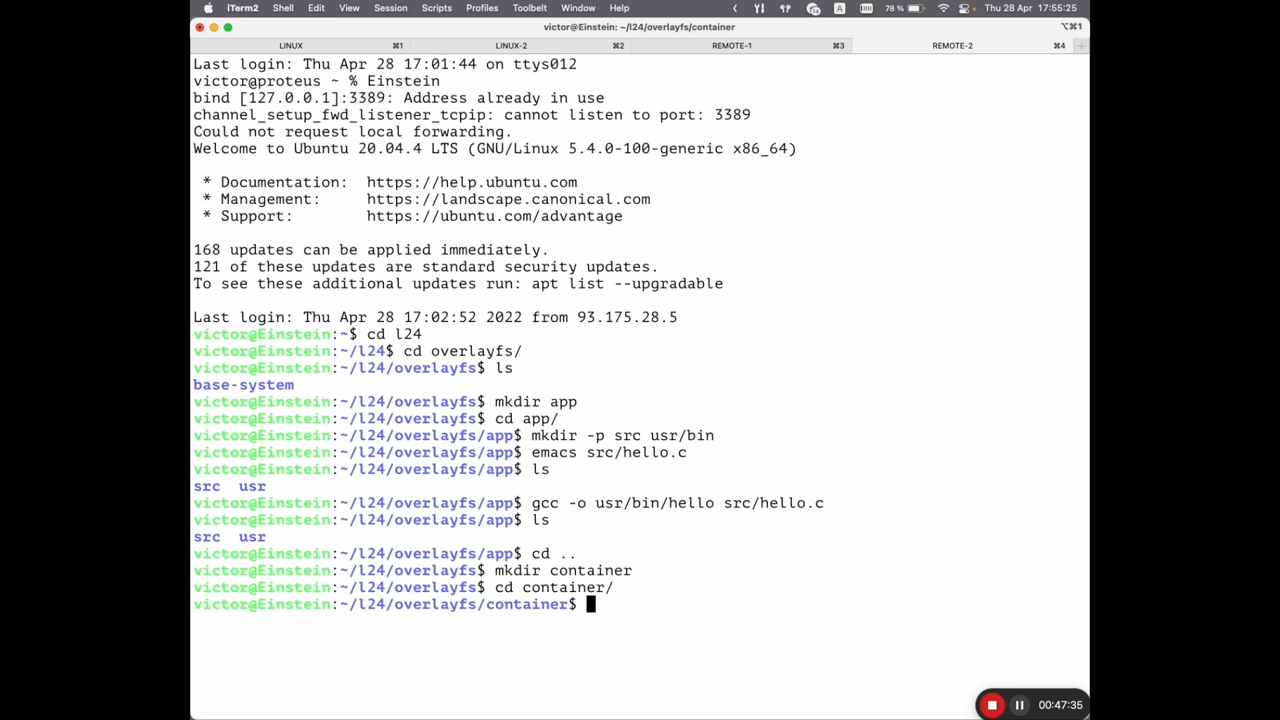 iTerm2 Shell Edit View Session Scripts Profiles Toolbelt Window Help 14 A 78 % Thu 28 Apr 17:55:25
victor@Einstein: ~/l24/overlayfs/container ⌥⌘1
LINUX ⌘1 LINUX-2 ⌘2 REMOTE-1 ⌘3 REMOTE-2 ⌘4 +
Last login: Thu Apr 28 17:01:44 on ttys012
victor@proteus ~ % Einstein
bind [127.0.0.1]:3389: Address already in use
channel_setup_fwd_listener_tcpip: cannot listen to port: 3389
Could not request local forwarding.
Welcome to Ubuntu 20.04.4 LTS (GNU/Linux 5.4.0-100-generic x86_64)
* Documentation: https://help.ubuntu.com
* Management: https://landscape.canonical.com
* Support: https://ubuntu.com/advantage
168 updates can be applied immediately.
121 of these updates are standard security updates.
To see these additional updates run: apt list --upgradable
Last login: Thu Apr 28 17:02:52 2022 from 93.175.28.5
victor@Einstein:~$ cd l24
victor@Einstein:~/l24$ cd overlayfs/
victor@Einstein:~/l24/overlayfs$ ls
base-system
victor@Einstein:~/l24/overlayfs$ mkdir app
victor@Einstein:~/l24/overlayfs$ cd app/
victor@Einstein:~/l24/overlayfs/app$ mkdir -p src usr/bin
victor@Einstein:~/l24/overlayfs/app$ emacs src/hello.c
victor@Einstein:~/l24/overlayfs/app$ ls
src usr
victor@Einstein:~/l24/overlayfs/app$ gcc -o usr/bin/hello src/hello.c
victor@Einstein:~/l24/overlayfs/app$ ls
src usr
victor@Einstein:~/l24/overlayfs/app$ cd ..
victor@Einstein:~/l24/overlayfs$ mkdir container
victor@Einstein:~/l24/overlayfs$ cd container/
victor@Einstein:~/l24/overlayfs/container$
00:47:35